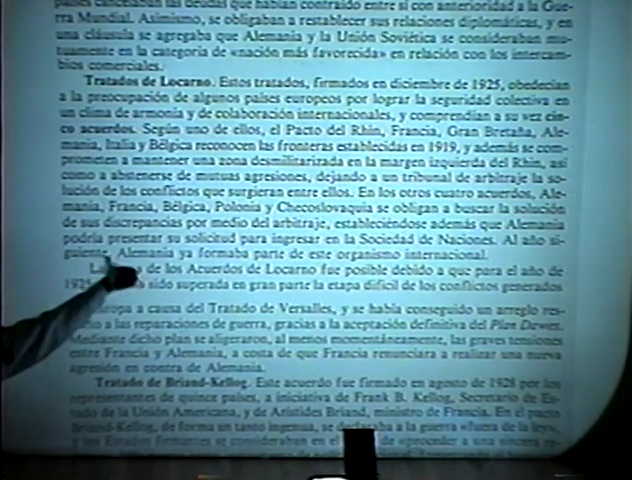 países cancelaban las deudas que habían contraído entre sí con anterioridad a la Gue-
rra Mundial. Asimismo, se obligaban a restablecer sus relaciones diplomáticas, y en
una cláusula se agregaba que Alemania y la Unión Soviética se consideraban mu-
tuamente en la categoría de «nación más favorecida» en relación con los intercam-
bios comerciales.
Tratados de Locarno. Estos tratados, firmados en diciembre de 1925, obedecían
a la preocupación de algunos países europeos por lograr la seguridad colectiva en
un clima de armonía y de colaboración internacionales, y comprendían a su vez cin-
co acuerdos. Según uno de ellos, el Pacto del Rhin, Francia, Gran Bretaña, Ale-
mania, Italia y Bélgica reconocen las fronteras establecidas en 1919, y además se com-
prometen a mantener una zona desmilitarizada en la margen izquierda del Rhin, así
como a abstenerse de mutuas agresiones, dejando a un tribunal de arbitraje la so-
lución de los conflictos que surgieran entre ellos. En los otros cuatro acuerdos, Ale-
mania, Francia, Bélgica, Polonia y Checoslovaquia se obligan a buscar la solución
de sus discrepancias por medio del arbitraje, estableciéndose además que Alemania
podría presentar su solicitud para ingresar en la Sociedad de Naciones. Al año si-
guiente, Alemania ya formaba parte de este organismo internacional.
de los Acuerdos de Locarno fue posible debido a que para el año de
1925 sido superada en gran parte la etapa difícil de los conflictos generados
a causa del Tratado de Versalles, y se había conseguido un arreglo res-
a las reparaciones de guerra, gracias a la aceptación definitiva del Plan Dawes.
Mediante dicho plan se aligeraron, al menos momentáneamente, las graves tensiones
entre Francia y Alemania, a costa de que Francia renunciara a realizar una nueva
agresión en contra de Alemania.
Tratado de Briand-Kellog. Este acuerdo fue firmado en agosto de 1928 por los
representantes de quince países, a iniciativa de Frank B. Kellog, Secretario de Es-
tado de la Unión Americana, y de Arístides Briand, ministro de Francia. En el pacto
Briand-Kellog, de forma un tanto ingenua, se declaraba a la guerra «fuera de la ley»,
y los Estados firmantes se consideraban en el de «proceder a una sincera re-